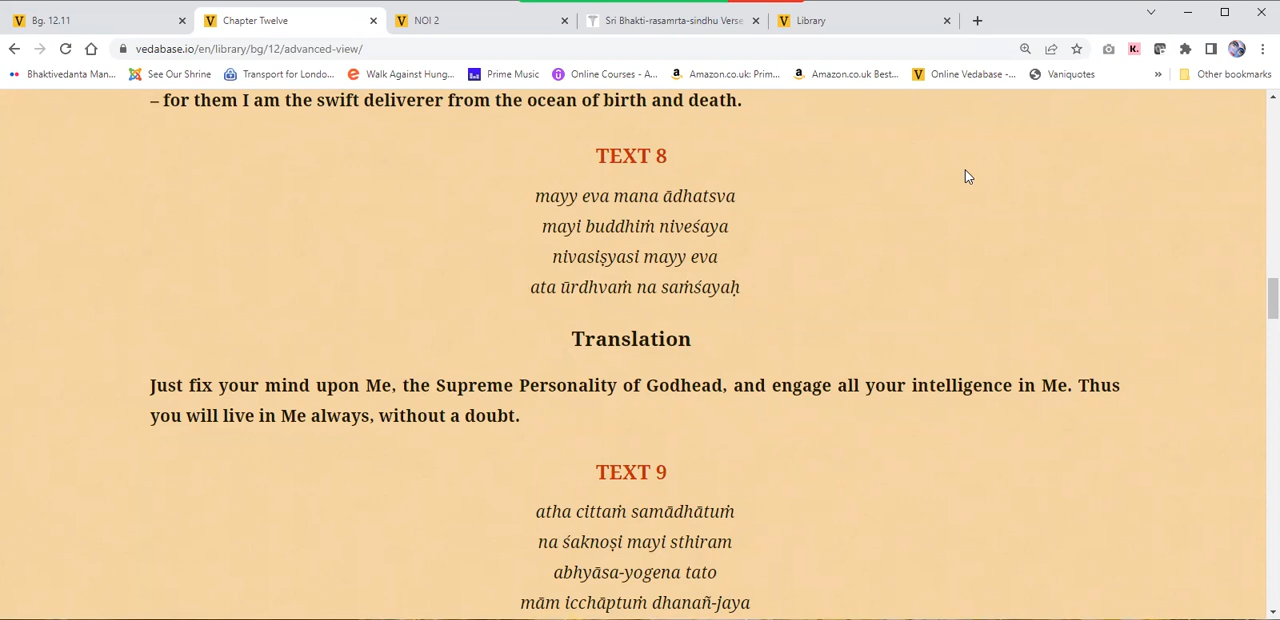 Bg. 12.11
Chapter Twelve
NOI 2
Sri Bhakti-rasamrta-sindhu Verse
Library
vedabase.io/en/library/bg/12/advanced-view/
Bhaktivedanta Man...
See Our Shrine
Transport for Londo...
Walk Against Hung...
Prime Music
Online Courses - A...
Amazon.co.uk: Prim...
Amazon.co.uk Best...
Online Vedabase -...
Vaniquotes
»
Other bookmarks
– for them I am the swift deliverer from the ocean of birth and death.
TEXT 8
mayy eva mana ādhatsva
mayi buddhiṁ niveśaya
nivasiṣyasi mayy eva
ata ūrdhvaṁ na saṁśayaḥ
Translation
Just fix your mind upon Me, the Supreme Personality of Godhead, and engage all your intelligence in Me. Thus
you will live in Me always, without a doubt.
TEXT 9
atha cittaṁ samādhātuṁ
na śaknoṣi mayi sthiram
abhyāsa-yogena tato
mām icchāptuṁ dhanañ-jaya